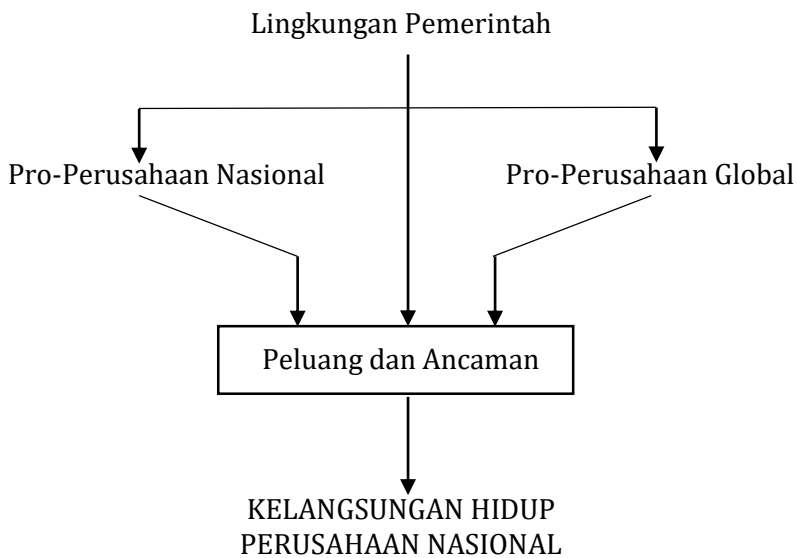 Lingkungan Pemerintah
Pro-Perusahaan Nasional
Pro-Perusahaan Global
Peluang dan Ancaman
KELANGSUNGAN HIDUP
PERUSAHAAN NASIONAL